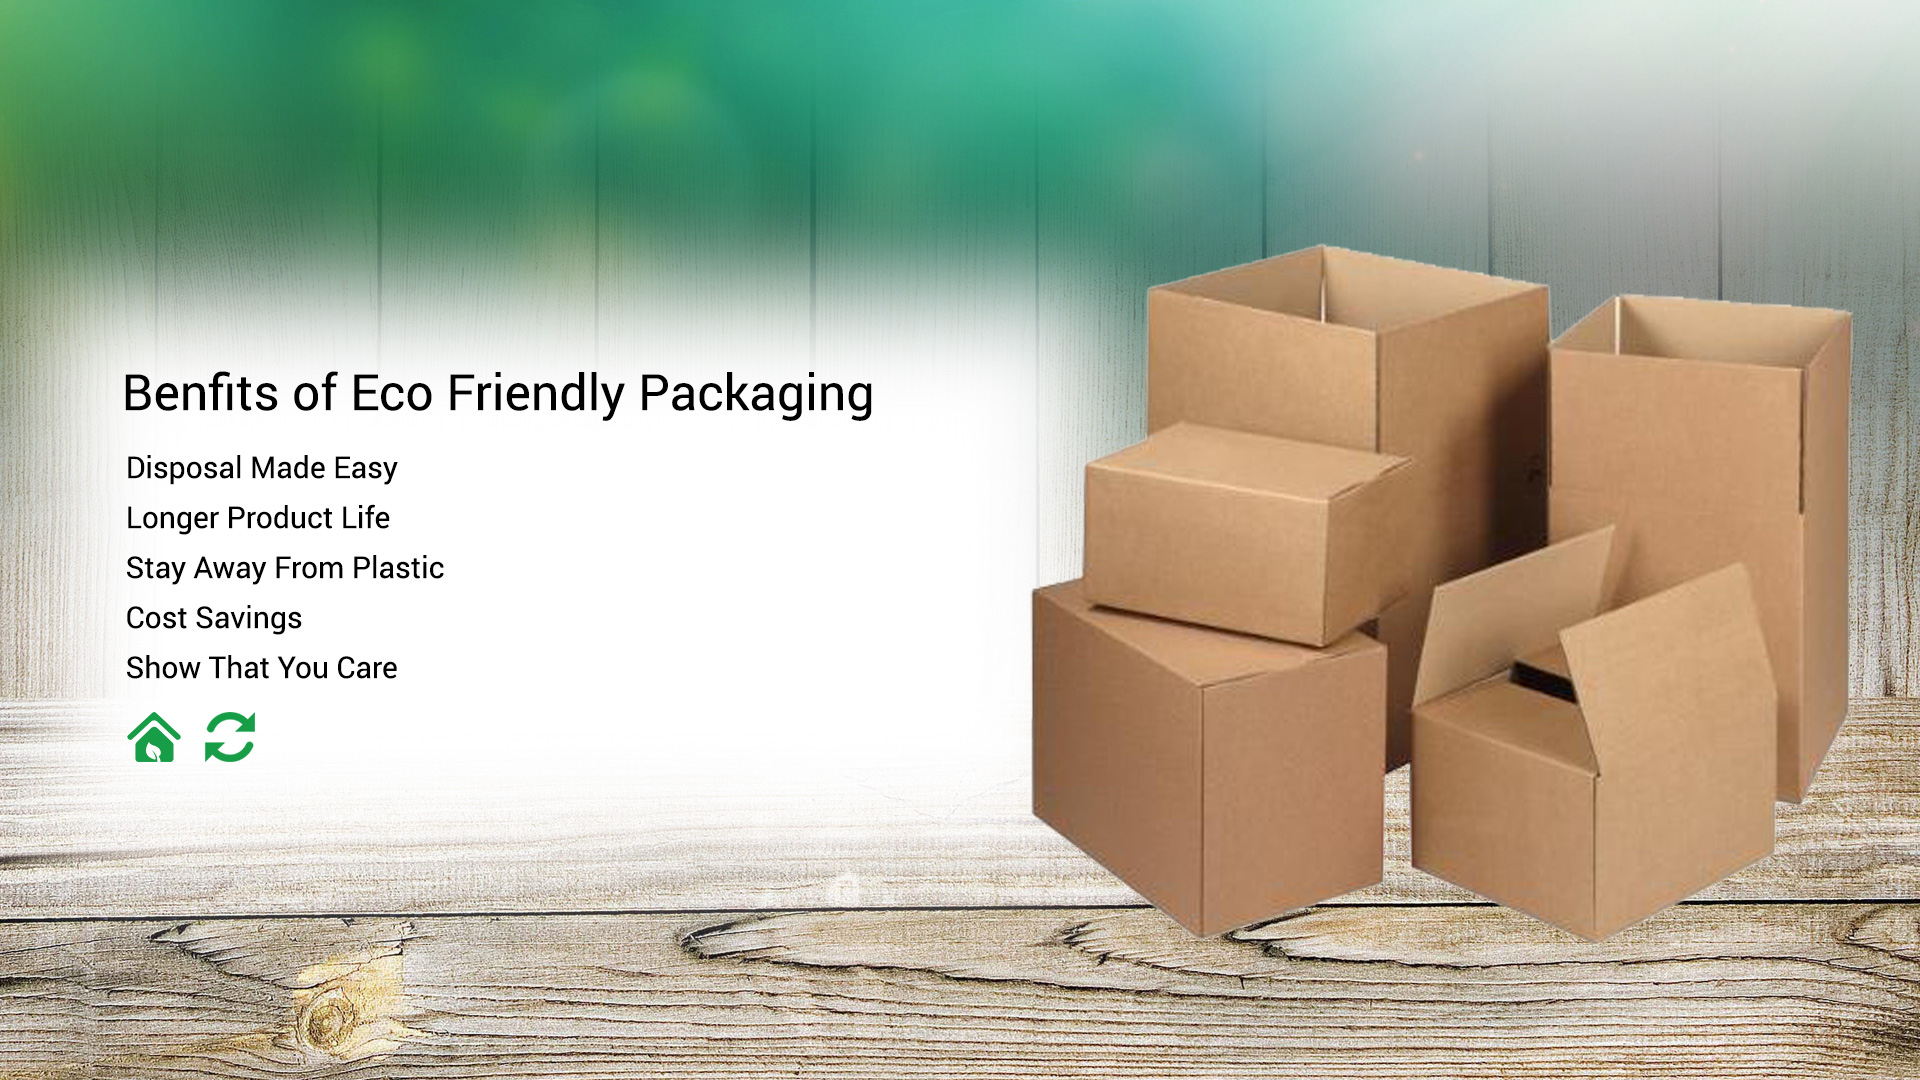 Benfits of Eco Friendly Packaging
Disposal Made Easy
Longer Product Life
Stay Away From Plastic
Cost Savings
Show That You Care